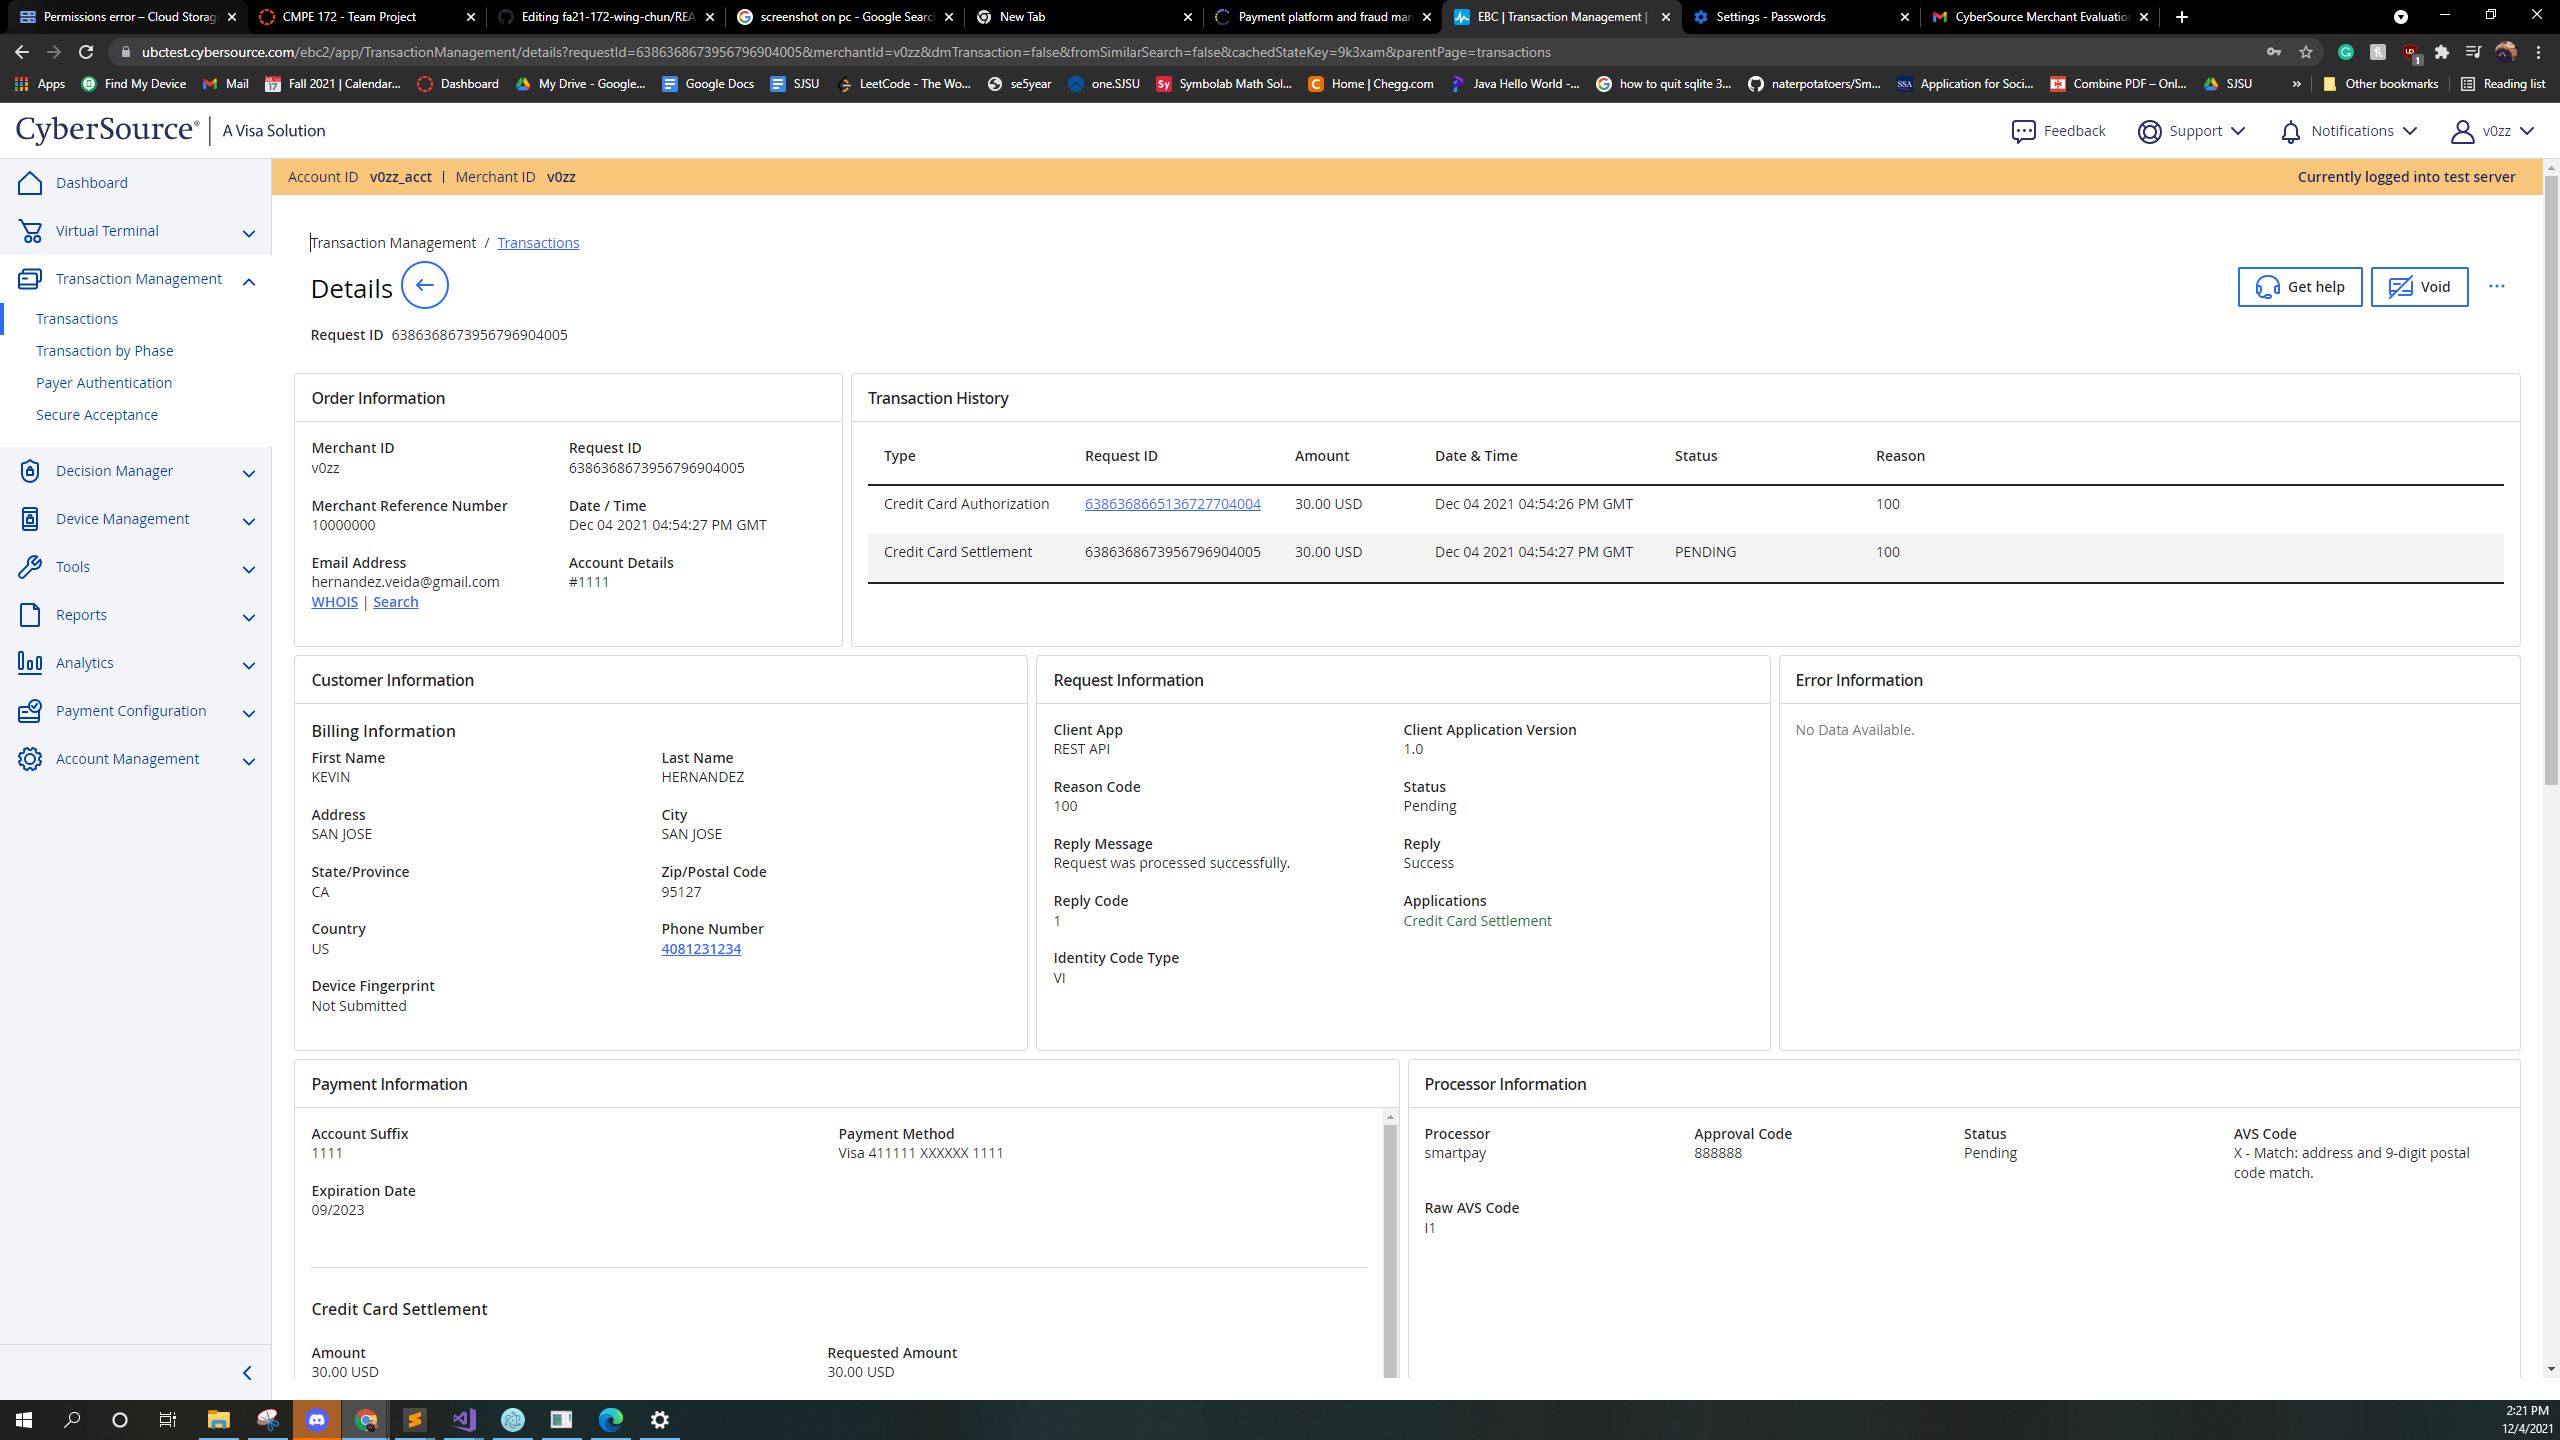 Permissions error – Cloud Storag
CMPE 172 - Team Project
Editing fa21-172-wing-chun/REA
screenshot on pc - Google Searc
New Tab
Payment platform and fraud man
EBC | Transaction Management |
Settings - Passwords
CyberSource Merchant Evaluation
ubctest.cybersource.com/ebc2/app/TransactionManagement/details?requestId=6386368673956796904005&merchantId=v0zz&dmTransaction=false&fromSimilarSearch=false&cachedStateKey=9k3xam&parentPage=transactions
Apps
Find My Device
Mail
Fall 2021 | Calendar...
Dashboard
My Drive - Google...
Google Docs
SJSU
LeetCode - The Wo...
se5year
one.SJSU
Symbolab Math Sol...
Home | Chegg.com
Java Hello World -...
how to quit sqlite 3...
naterpotatoers/Sm...
Application for Soci...
Combine PDF – Onl...
SJSU
»
Other bookmarks
Reading list
CyberSource | A Visa Solution
Feedback
Support
Notifications
v0zz
Account ID v0zz_acct | Merchant ID v0zz
Currently logged into test server
Dashboard
Virtual Terminal
Transaction Management
Transactions
Transaction by Phase
Payer Authentication
Secure Acceptance
Decision Manager
Device Management
Tools
Reports
Analytics
Payment Configuration
Account Management
Transaction Management / Transactions
Details
Get help
Void
...
Request ID 6386368673956796904005
Order Information
Merchant ID
v0zz
Request ID
6386368673956796904005
Merchant Reference Number
10000000
Date / Time
Dec 04 2021 04:54:27 PM GMT
Email Address
hernandez.veida@gmail.com
WHOIS | Search
Account Details
#1111
Transaction History
Type Request ID Amount Date & Time Status Reason
Credit Card Authorization 6386368665136727704004 30.00 USD Dec 04 2021 04:54:26 PM GMT 100
Credit Card Settlement 6386368673956796904005 30.00 USD Dec 04 2021 04:54:27 PM GMT PENDING 100
Customer Information
Billing Information
First Name
KEVIN
Last Name
HERNANDEZ
Address
SAN JOSE
City
SAN JOSE
State/Province
CA
Zip/Postal Code
95127
Country
US
Phone Number
4081231234
Device Fingerprint
Not Submitted
Request Information
Client App
REST API
Client Application Version
1.0
Reason Code
100
Status
Pending
Reply Message
Request was processed successfully.
Reply
Success
Reply Code
1
Applications
Credit Card Settlement
Identity Code Type
VI
Error Information
No Data Available.
Payment Information
Account Suffix
1111
Payment Method
Visa 411111 XXXXXX 1111
Expiration Date
09/2023
Credit Card Settlement
Amount
30.00 USD
Requested Amount
30.00 USD
Processor Information
Processor
smartpay
Approval Code
888888
Status
Pending
AVS Code
X - Match: address and 9-digit postal
code match.
Raw AVS Code
I1
2:21 PM
12/4/2021